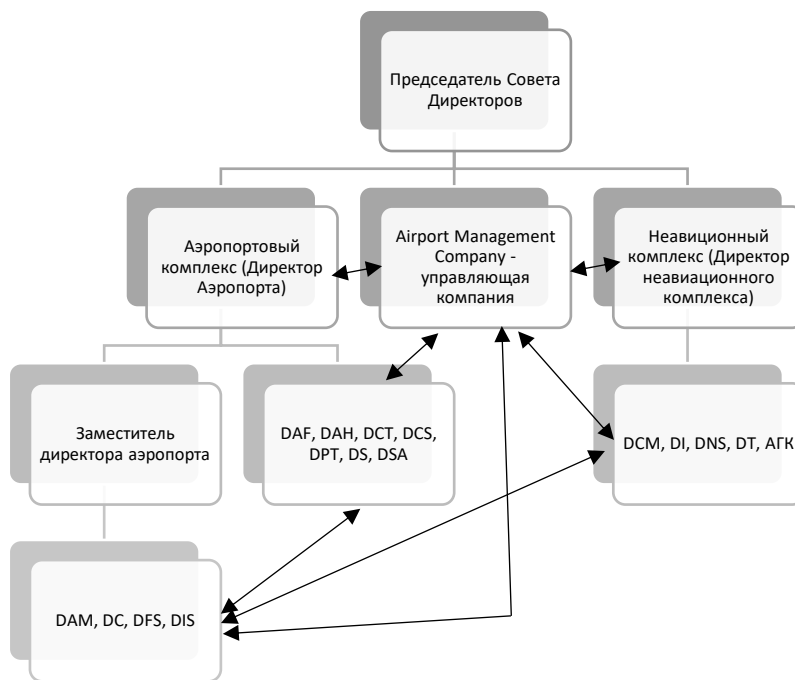 Председатель Совета
Директоров
Аэропортовый
комплекс (Директор
Аэропорта)
Airport Management
Company -
управляющая
компания
Неавиционный
комплекс (Директор
неавиационного
комплекса)
Заместитель
директора аэропорта
DAF, DAH, DCT, DCS,
DPT, DS, DSA
DCM, DI, DNS, DT, АГК
DAM, DC, DFS, DIS